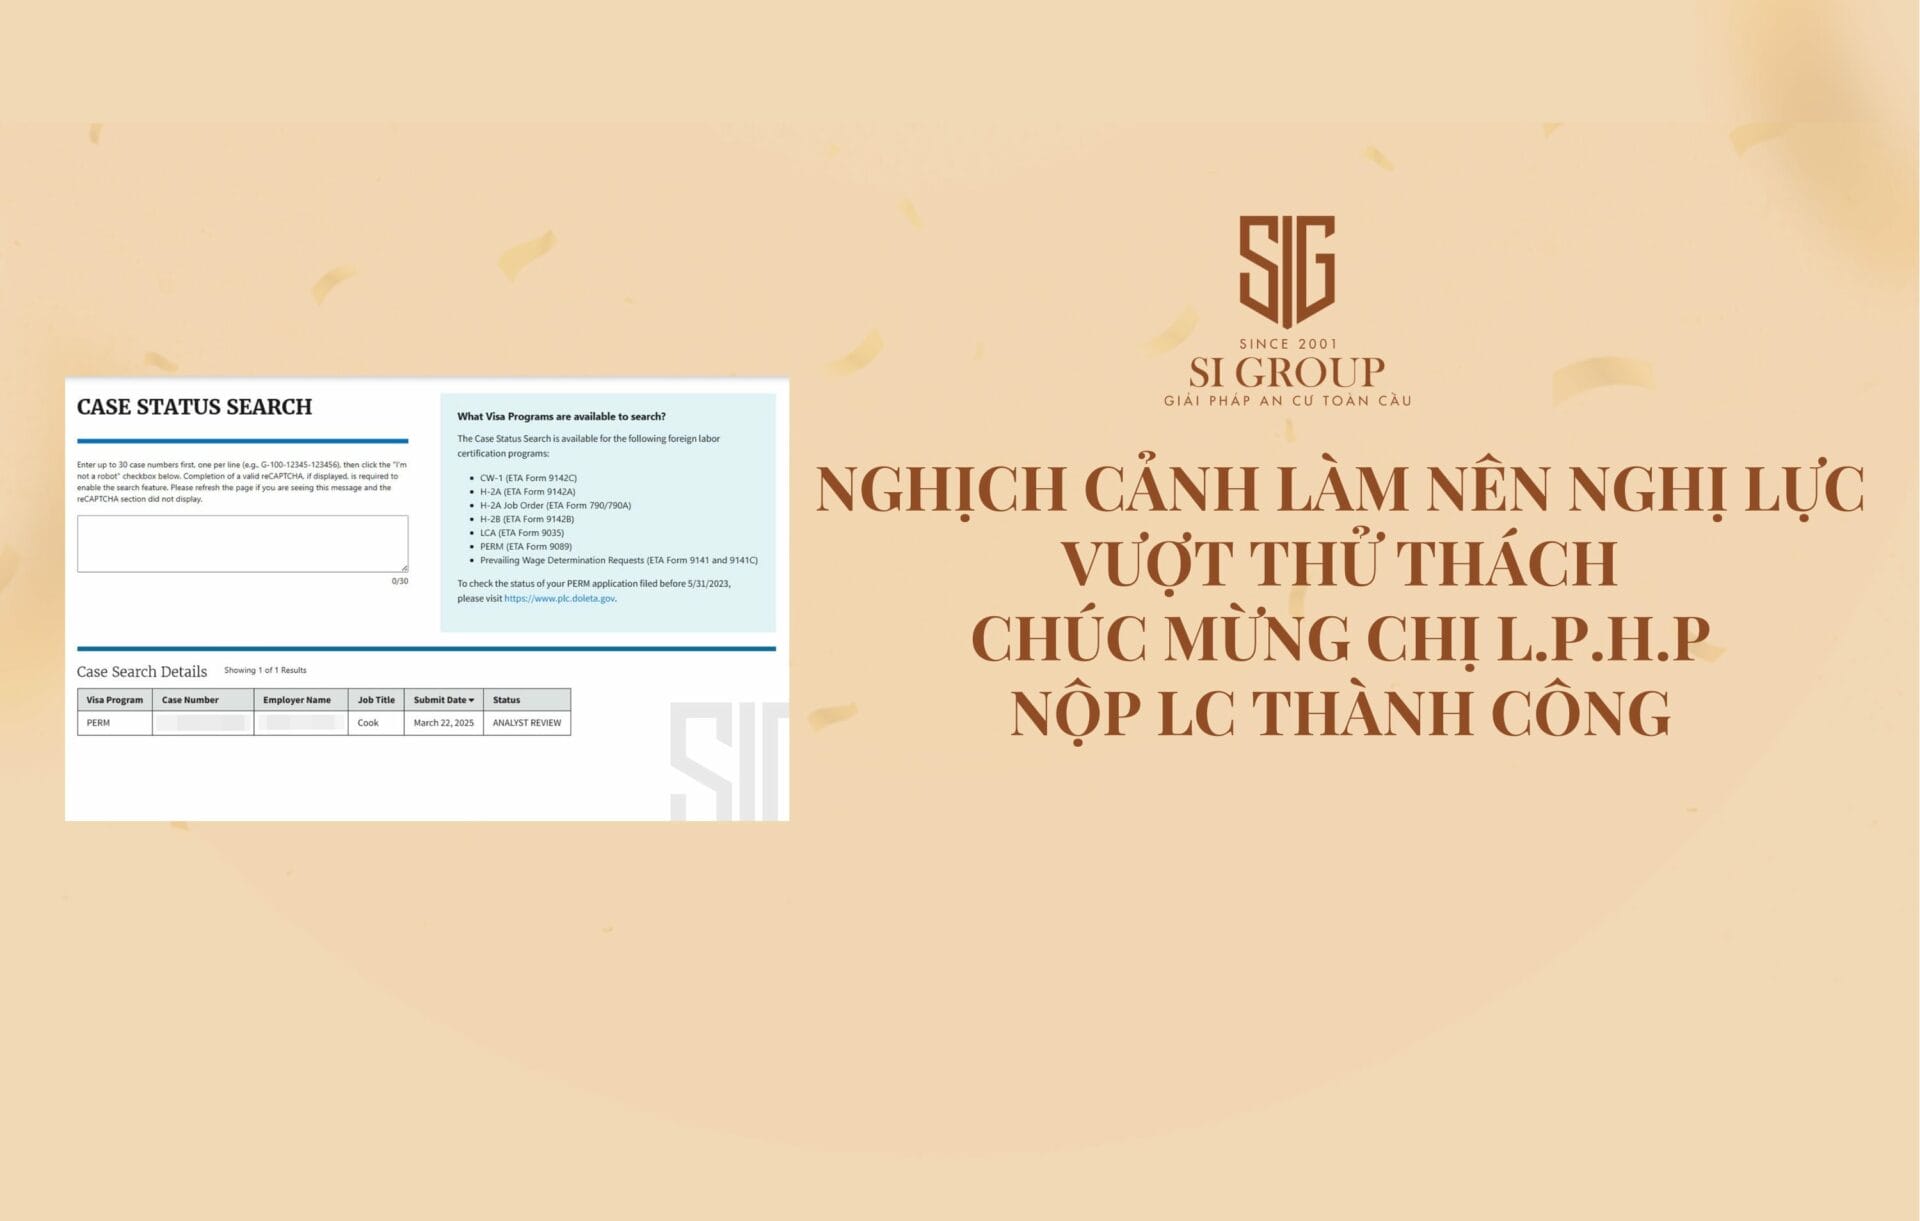 CASE STATUS SEARCH
Enter up to 30 case numbers first, one per line (e.g., G-100-12345-123456), then click the "I'm
not a robot" checkbox below. Completion of a valid reCAPTCHA, if displayed, is required to
enable the search feature. Please refresh the page if you are seeing this message and the
reCAPTCHA section did not display.
0/30
What Visa Programs are available to search?
The Case Status Search is available for the following foreign labor
certification programs:
CW-1 (ETA Form 9142C)
H-2A (ETA Form 9142A)
H-2A Job Order (ETA Form 790/790A)
H-2B (ETA Form 9142B)
LCA (ETA Form 9035)
PERM (ETA Form 9089)
Prevailing Wage Determination Requests (ETA Form 9141 and 9141C)
To check the status of your PERM application filed before 5/31/2023,
please visit https://www.plc.doleta.gov.
Case Search Details Showing 1 of 1 Results
Visa Program Case Number Employer Name Job Title Submit Date Status
PERM Cook March 22, 2025 ANALYST REVIEW
SIG
SIG
SINCE 2001
SI GROUP
GIẢI PHÁP AN CƯ TOÀN CẦU
NGHỊCH CẢNH LÀM NÊN NGHỊ LỰC
VƯỢT THỬ THÁCH
CHÚC MỪNG CHỊ L.P.H.P
NỘP LC THÀNH CÔNG